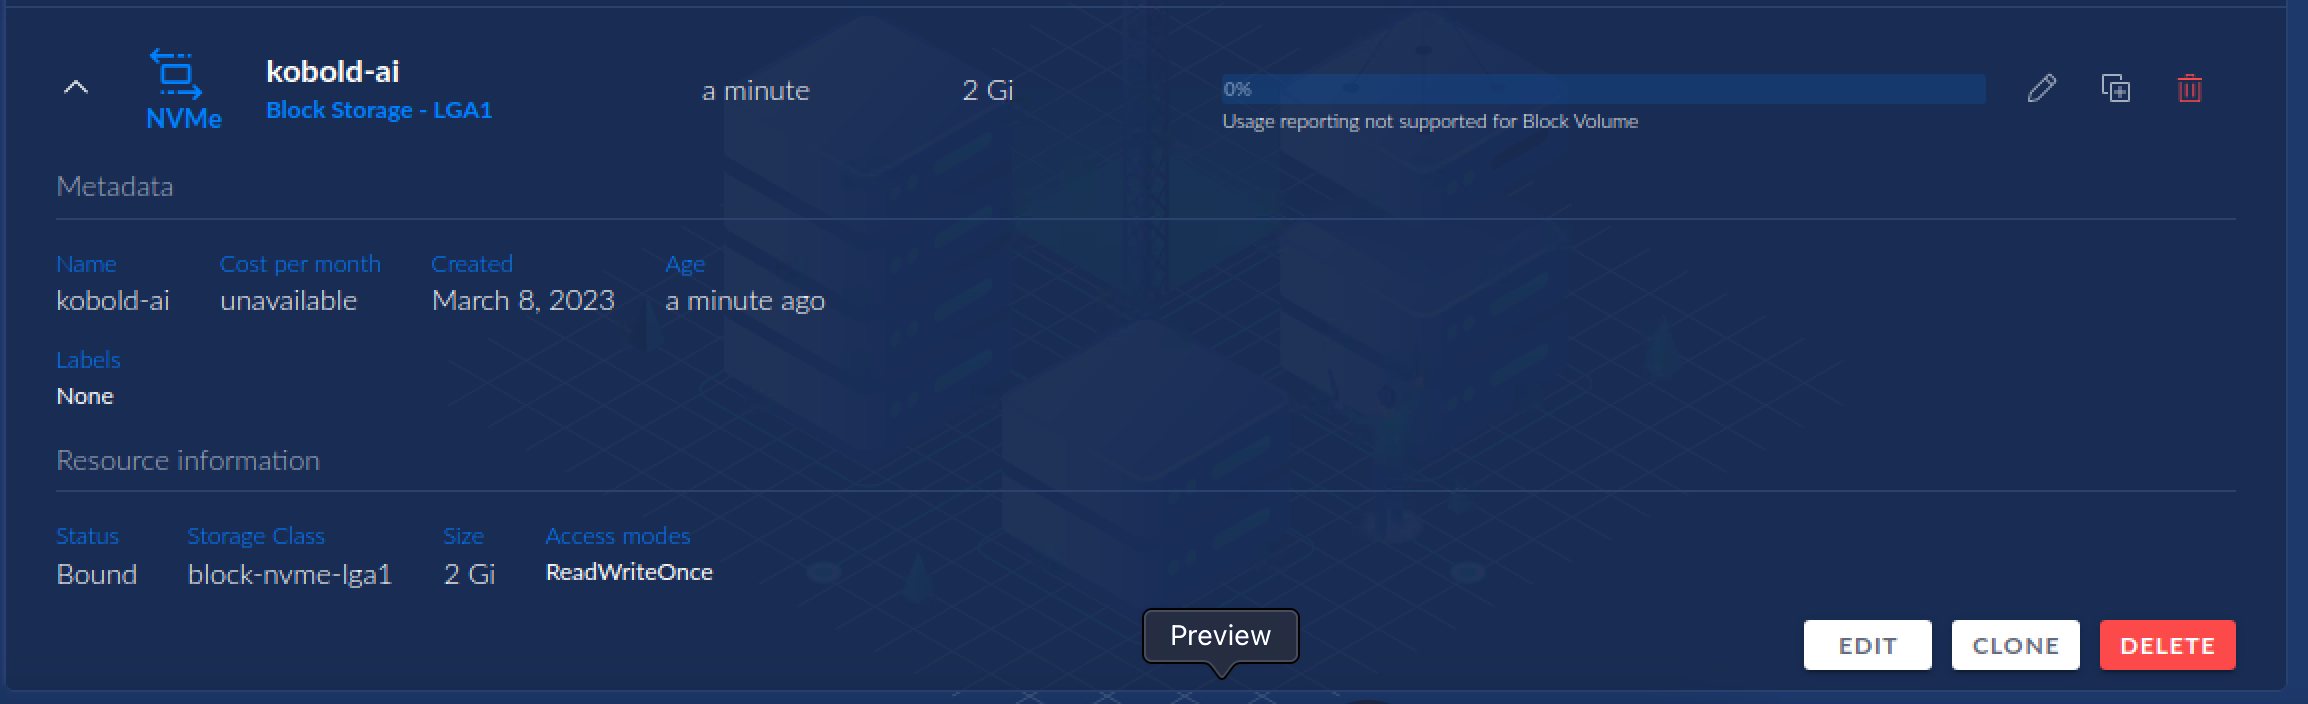 kobold-ai
NVMe
Block Storage - LGA1
a minute
2 Gi
0%
Usage reporting not supported for Block Volume
Metadata
Name Cost per month Created Age
kobold-ai unavailable March 8, 2023 a minute ago
Labels
None
Resource information
Status Storage Class Size Access modes
Bound block-nvme-lga1 2 Gi ReadWriteOnce
Preview
EDIT CLONE DELETE